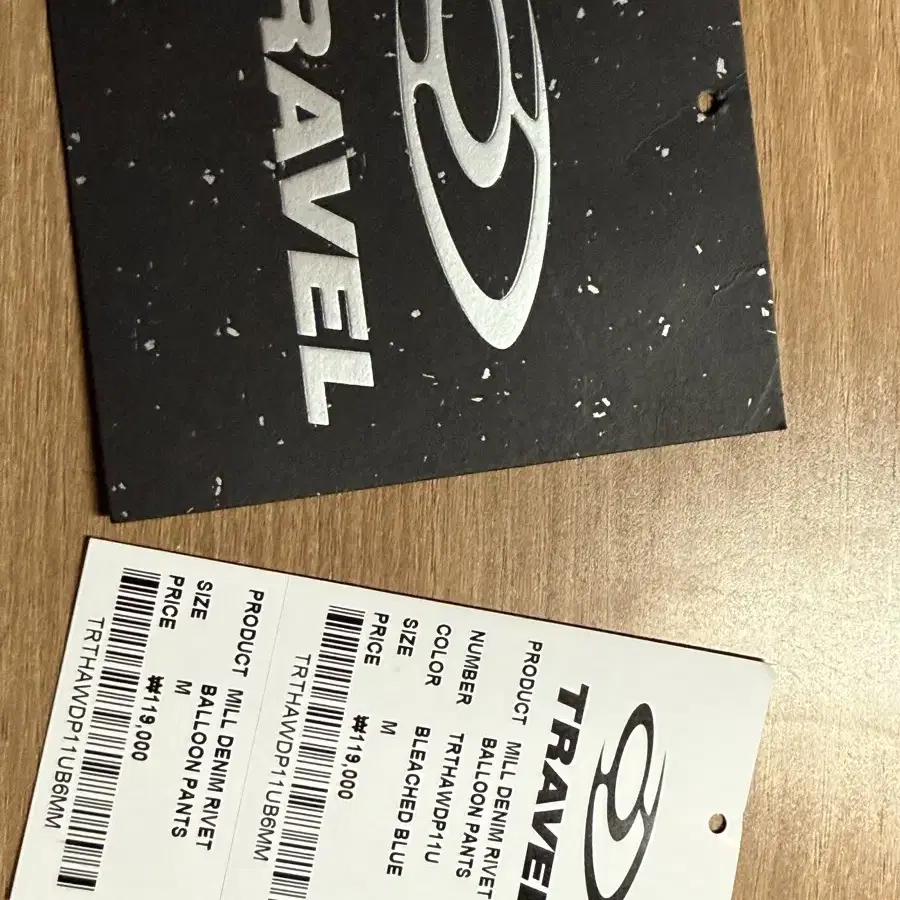 RAVEL
TRAVEL
PRODUCT MILL DENIM RIVET
BALLOON PANTS
NUMBER TRTHAWDP11U
COLOR BLEACHED BLUE
SIZE M
PRICE ₩119,000
TRTHAWDP11UB6MM
PRODUCT MILL DENIM RIVET
BALLOON PANTS
SIZE M
PRICE ₩119,000
TRTHAWDP11UB6MM